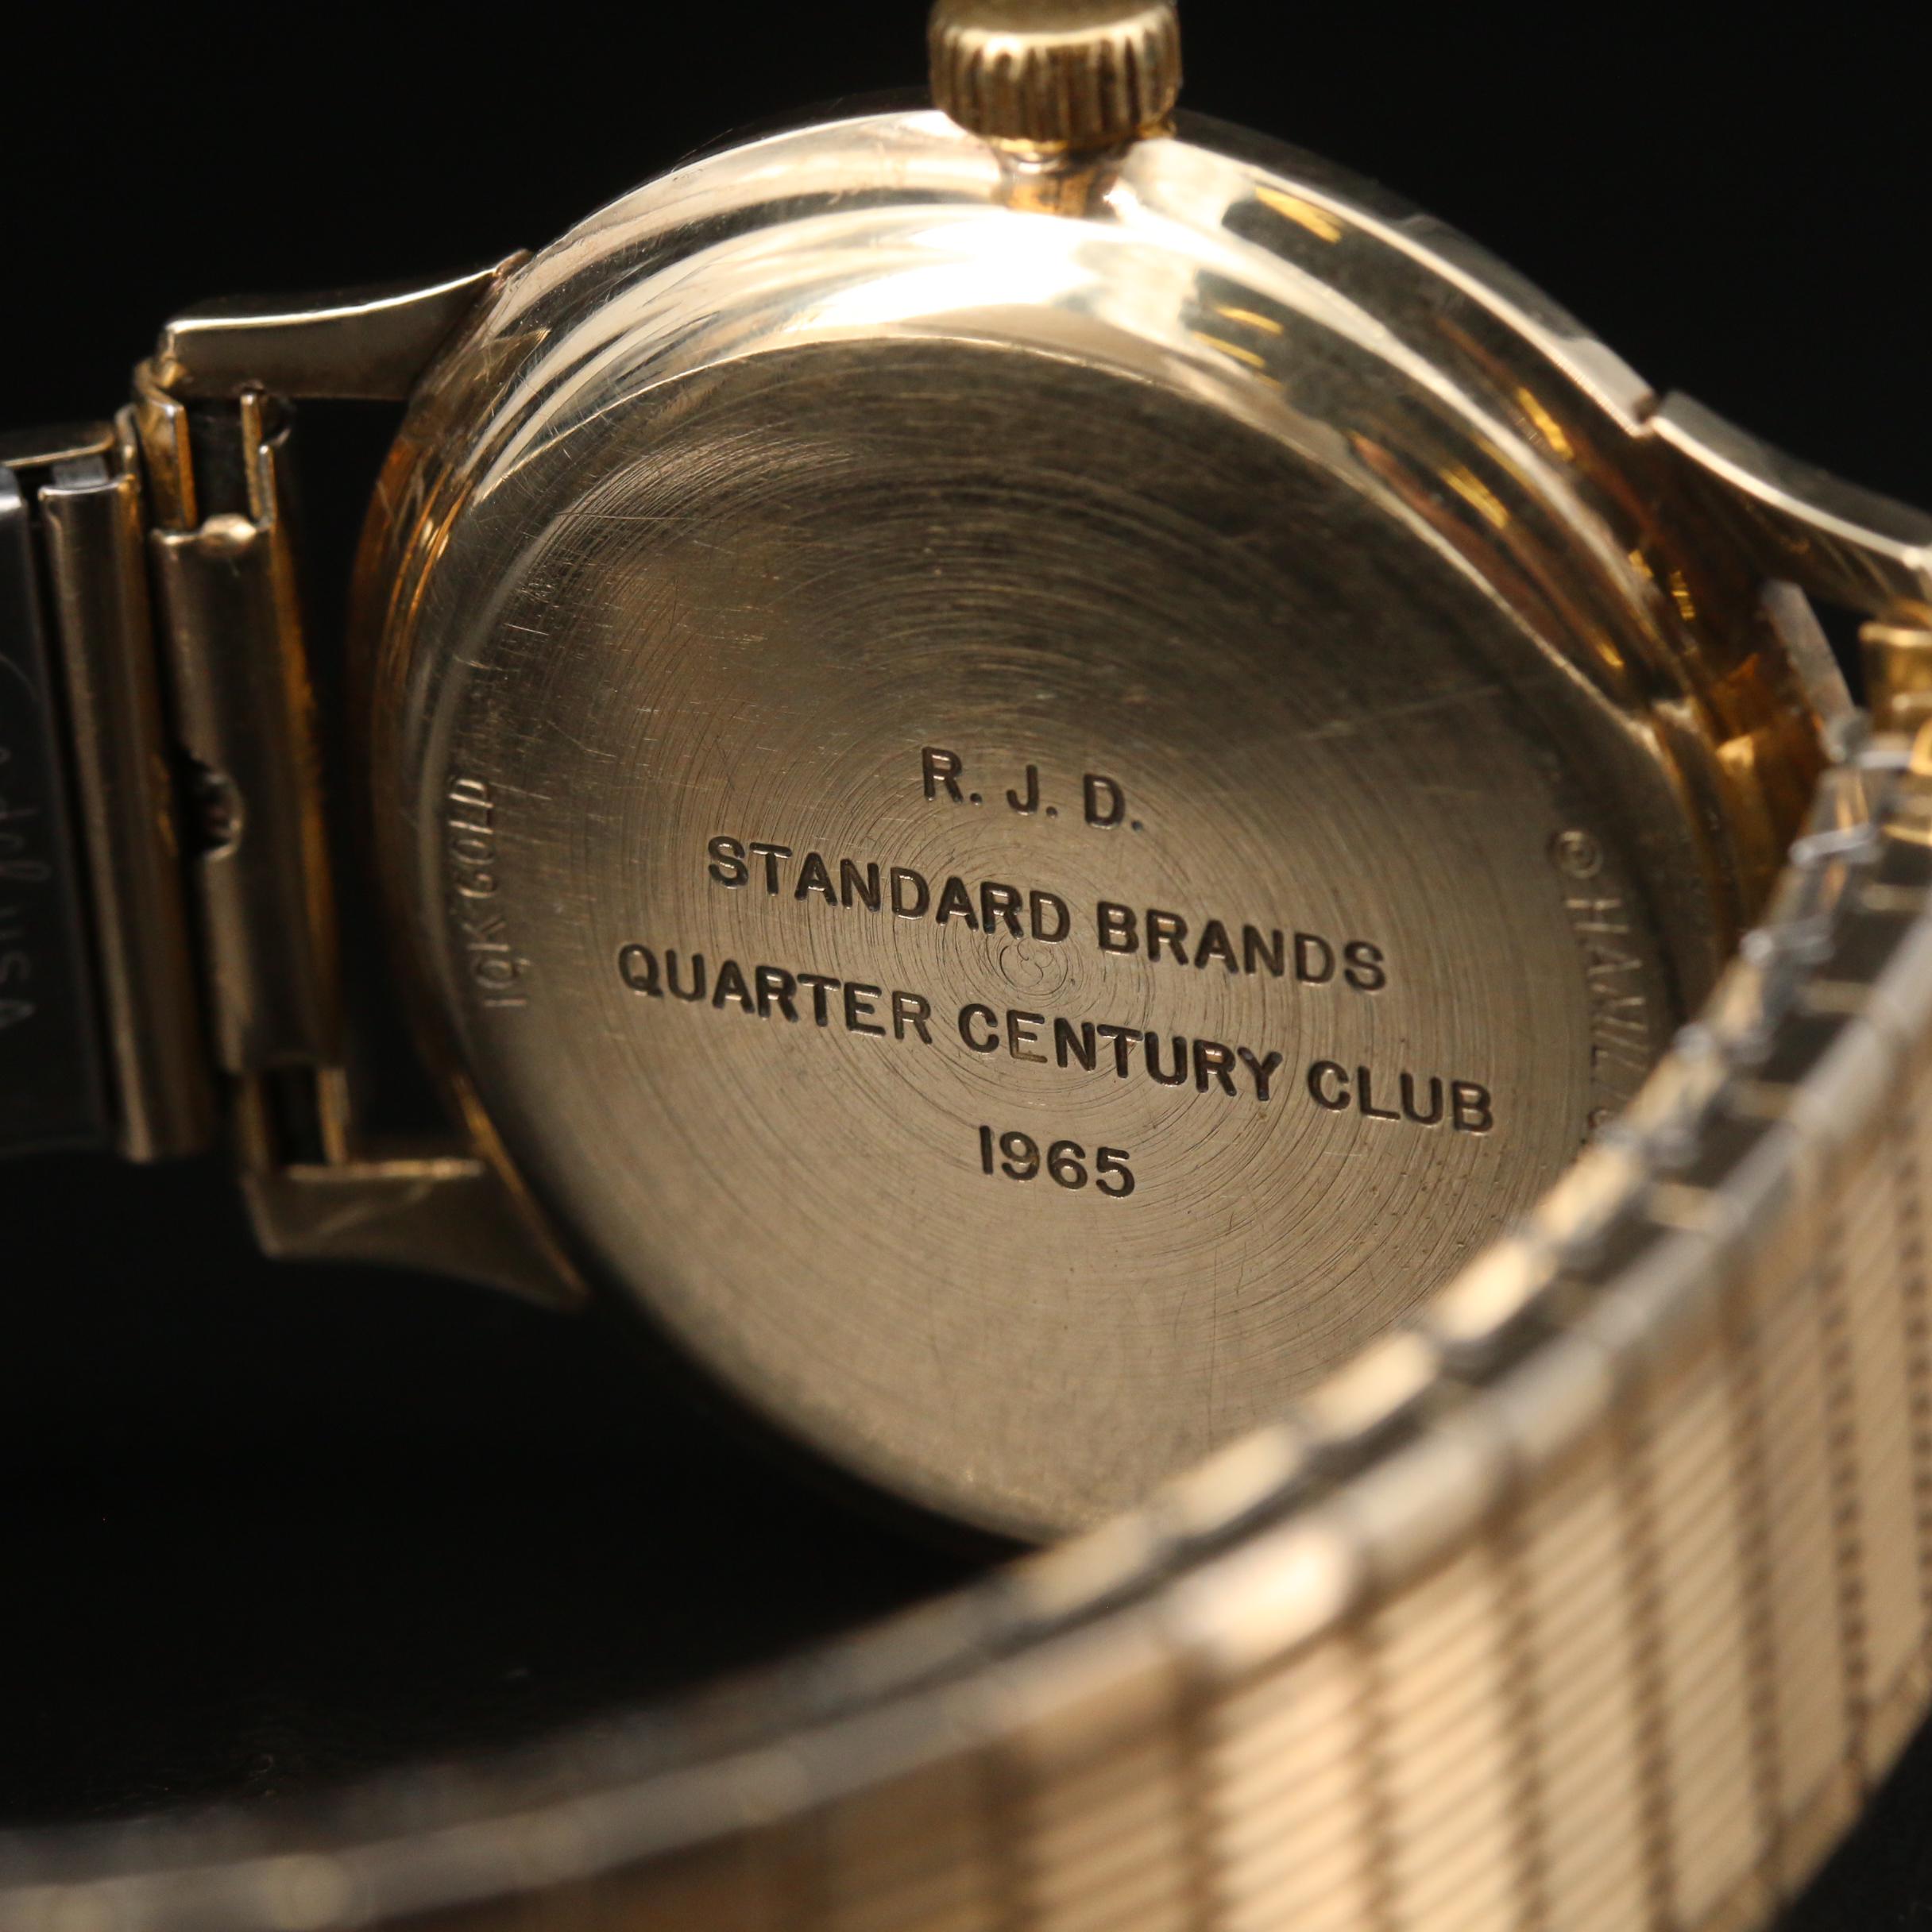 R. J. D.
STANDARD BRANDS
QUARTER CENTURY CLUB
1965
10K GOLD
©